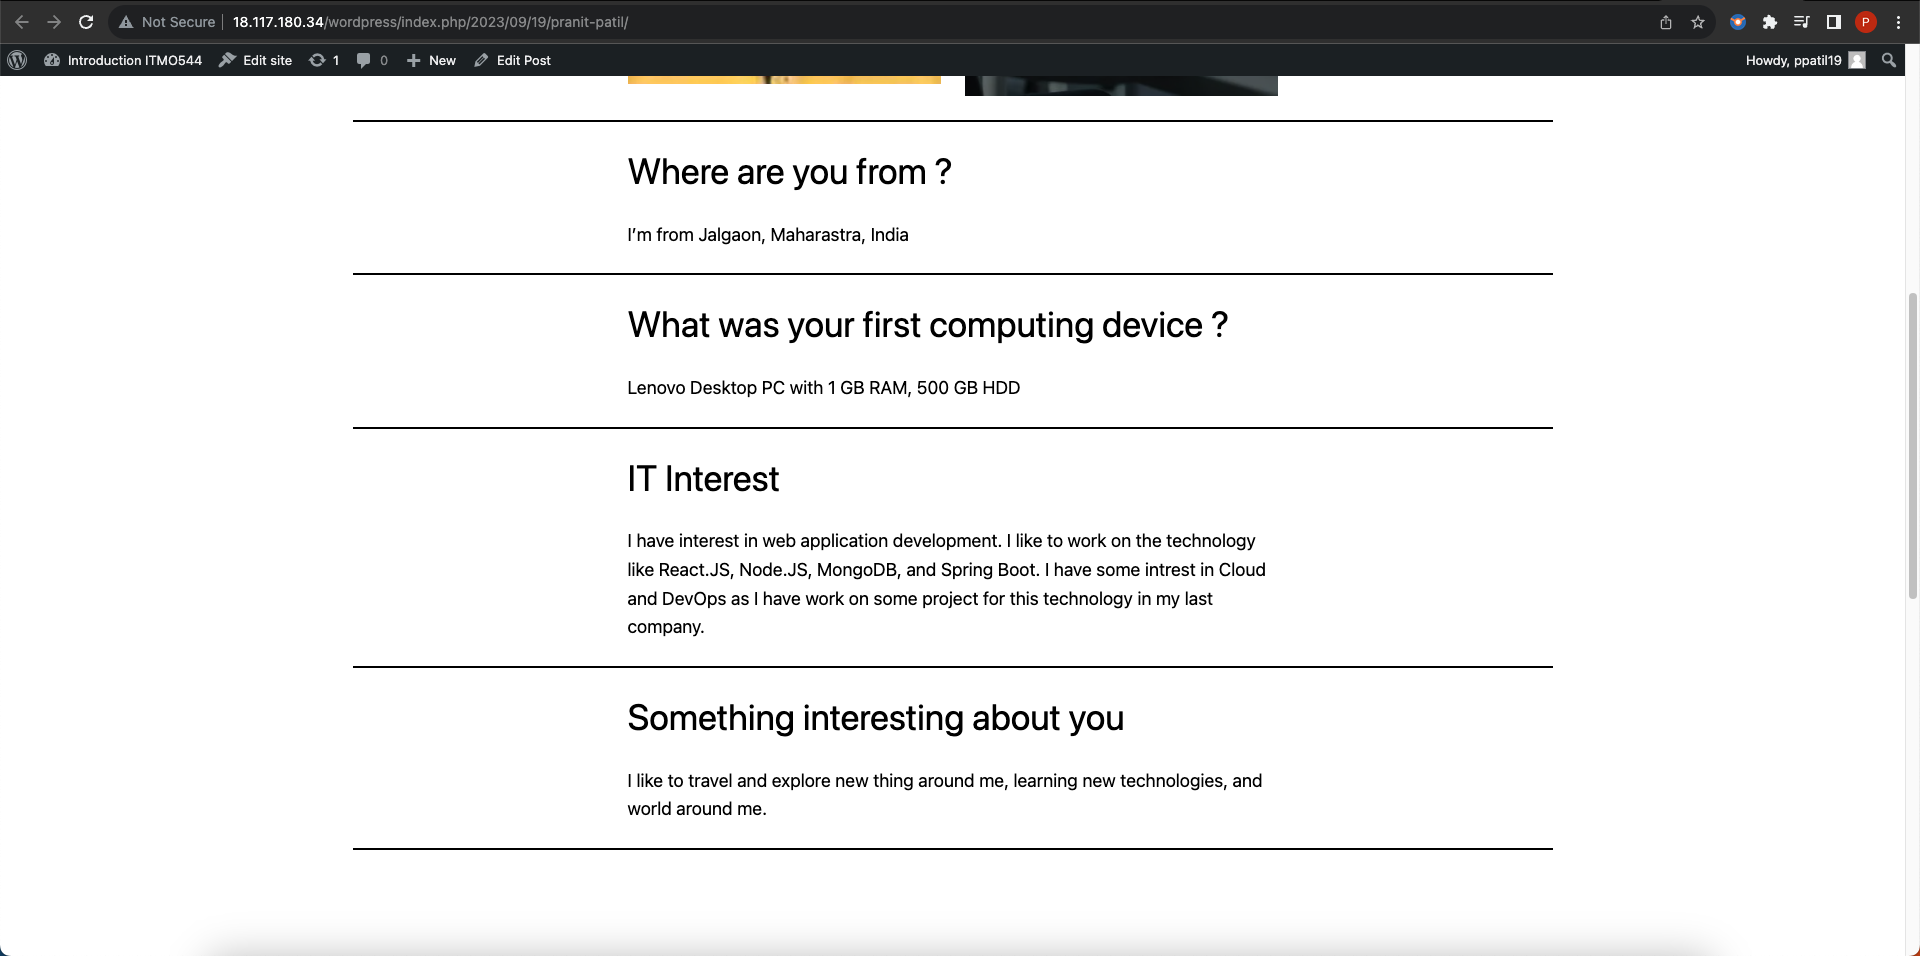 Not Secure 18.117.180.34/wordpress/index.php/2023/09/19/pranit-patil/
P
Introduction ITMO544 Edit site 1 0 New Edit Post Howdy, ppatil19
Where are you from ?
I’m from Jalgaon, Maharastra, India
What was your first computing device ?
Lenovo Desktop PC with 1 GB RAM, 500 GB HDD
IT Interest
I have interest in web application development. I like to work on the technology
like React.JS, Node.JS, MongoDB, and Spring Boot. I have some intrest in Cloud
and DevOps as I have work on some project for this technology in my last
company.
Something interesting about you
I like to travel and explore new thing around me, learning new technologies, and
world around me.